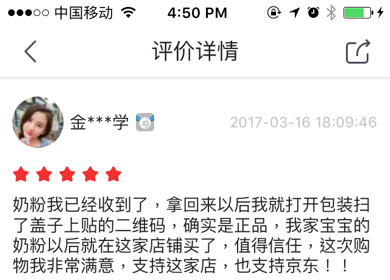 中国移动 4:50 PM
评价详情
金***学 JD
2017-03-16 18:09:46
奶粉我已经收到了，拿回来以后我就打开包装扫
了盖子上贴的二维码，确实是正品，我家宝宝的
奶粉以后就在这家店铺买了，值得信任，这次购
物我非常满意，支持这家店，也支持京东！！